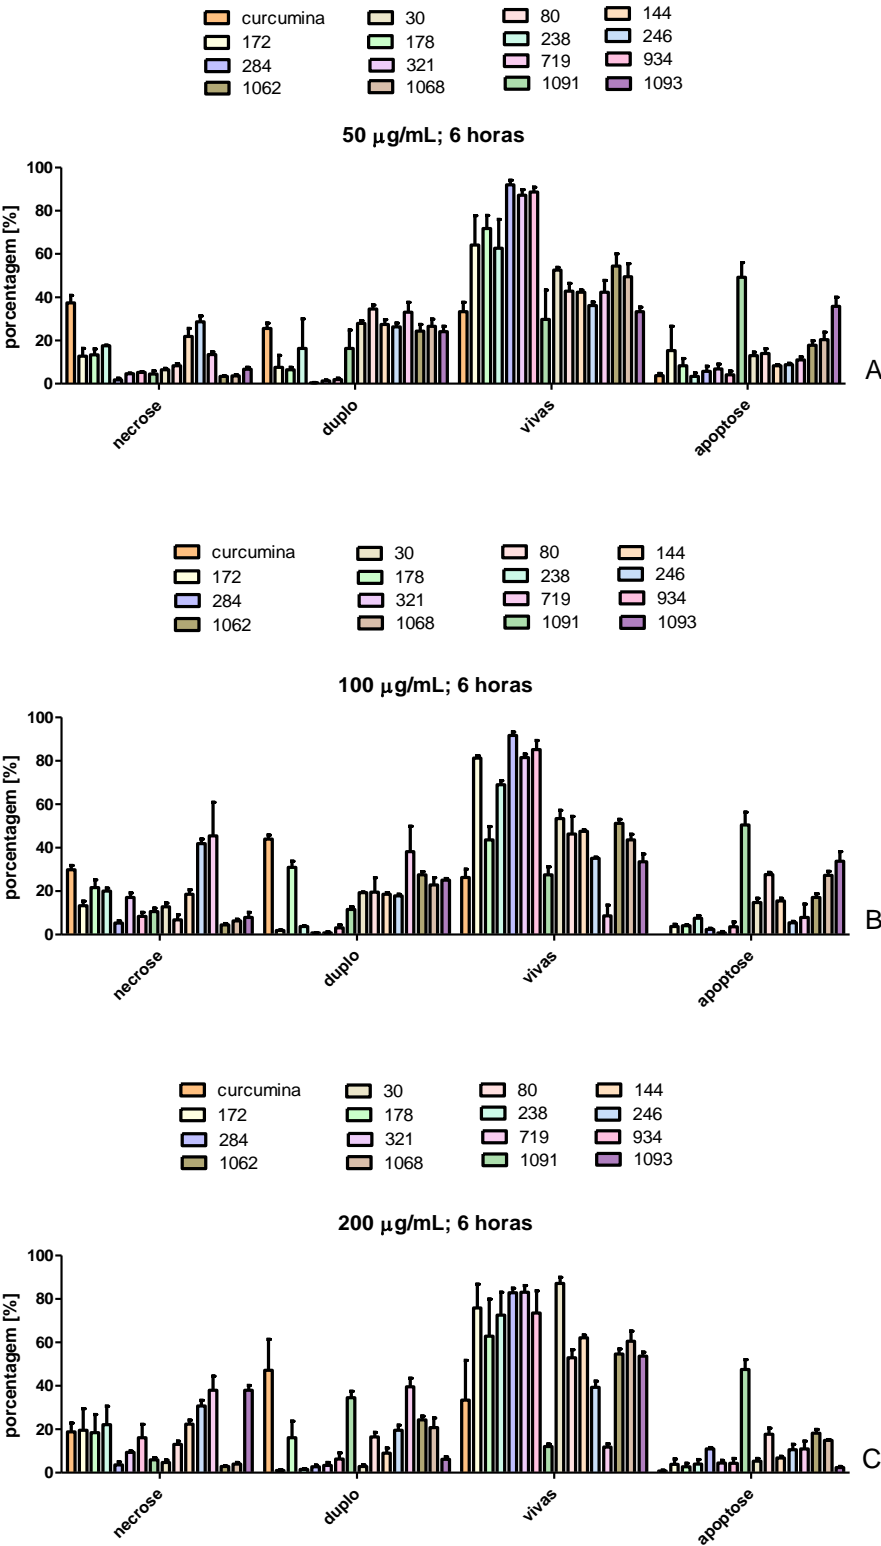 curcumina 30 80 144
172 178 238 246
284 321 719 934
1062 1068 1091 1093
50 μg/mL; 6 horas
porcentagem [%]
100
80
60
40
20
0
necrose duplo vivas apoptose
A
curcumina 30 80 144
172 178 238 246
284 321 719 934
1062 1068 1091 1093
100 μg/mL; 6 horas
porcentagem [%]
100
80
60
40
20
0
necrose duplo vivas apoptose
B
curcumina 30 80 144
172 178 238 246
284 321 719 934
1062 1068 1091 1093
200 μg/mL; 6 horas
porcentagem [%]
100
80
60
40
20
0
necrose duplo vivas apoptose
C